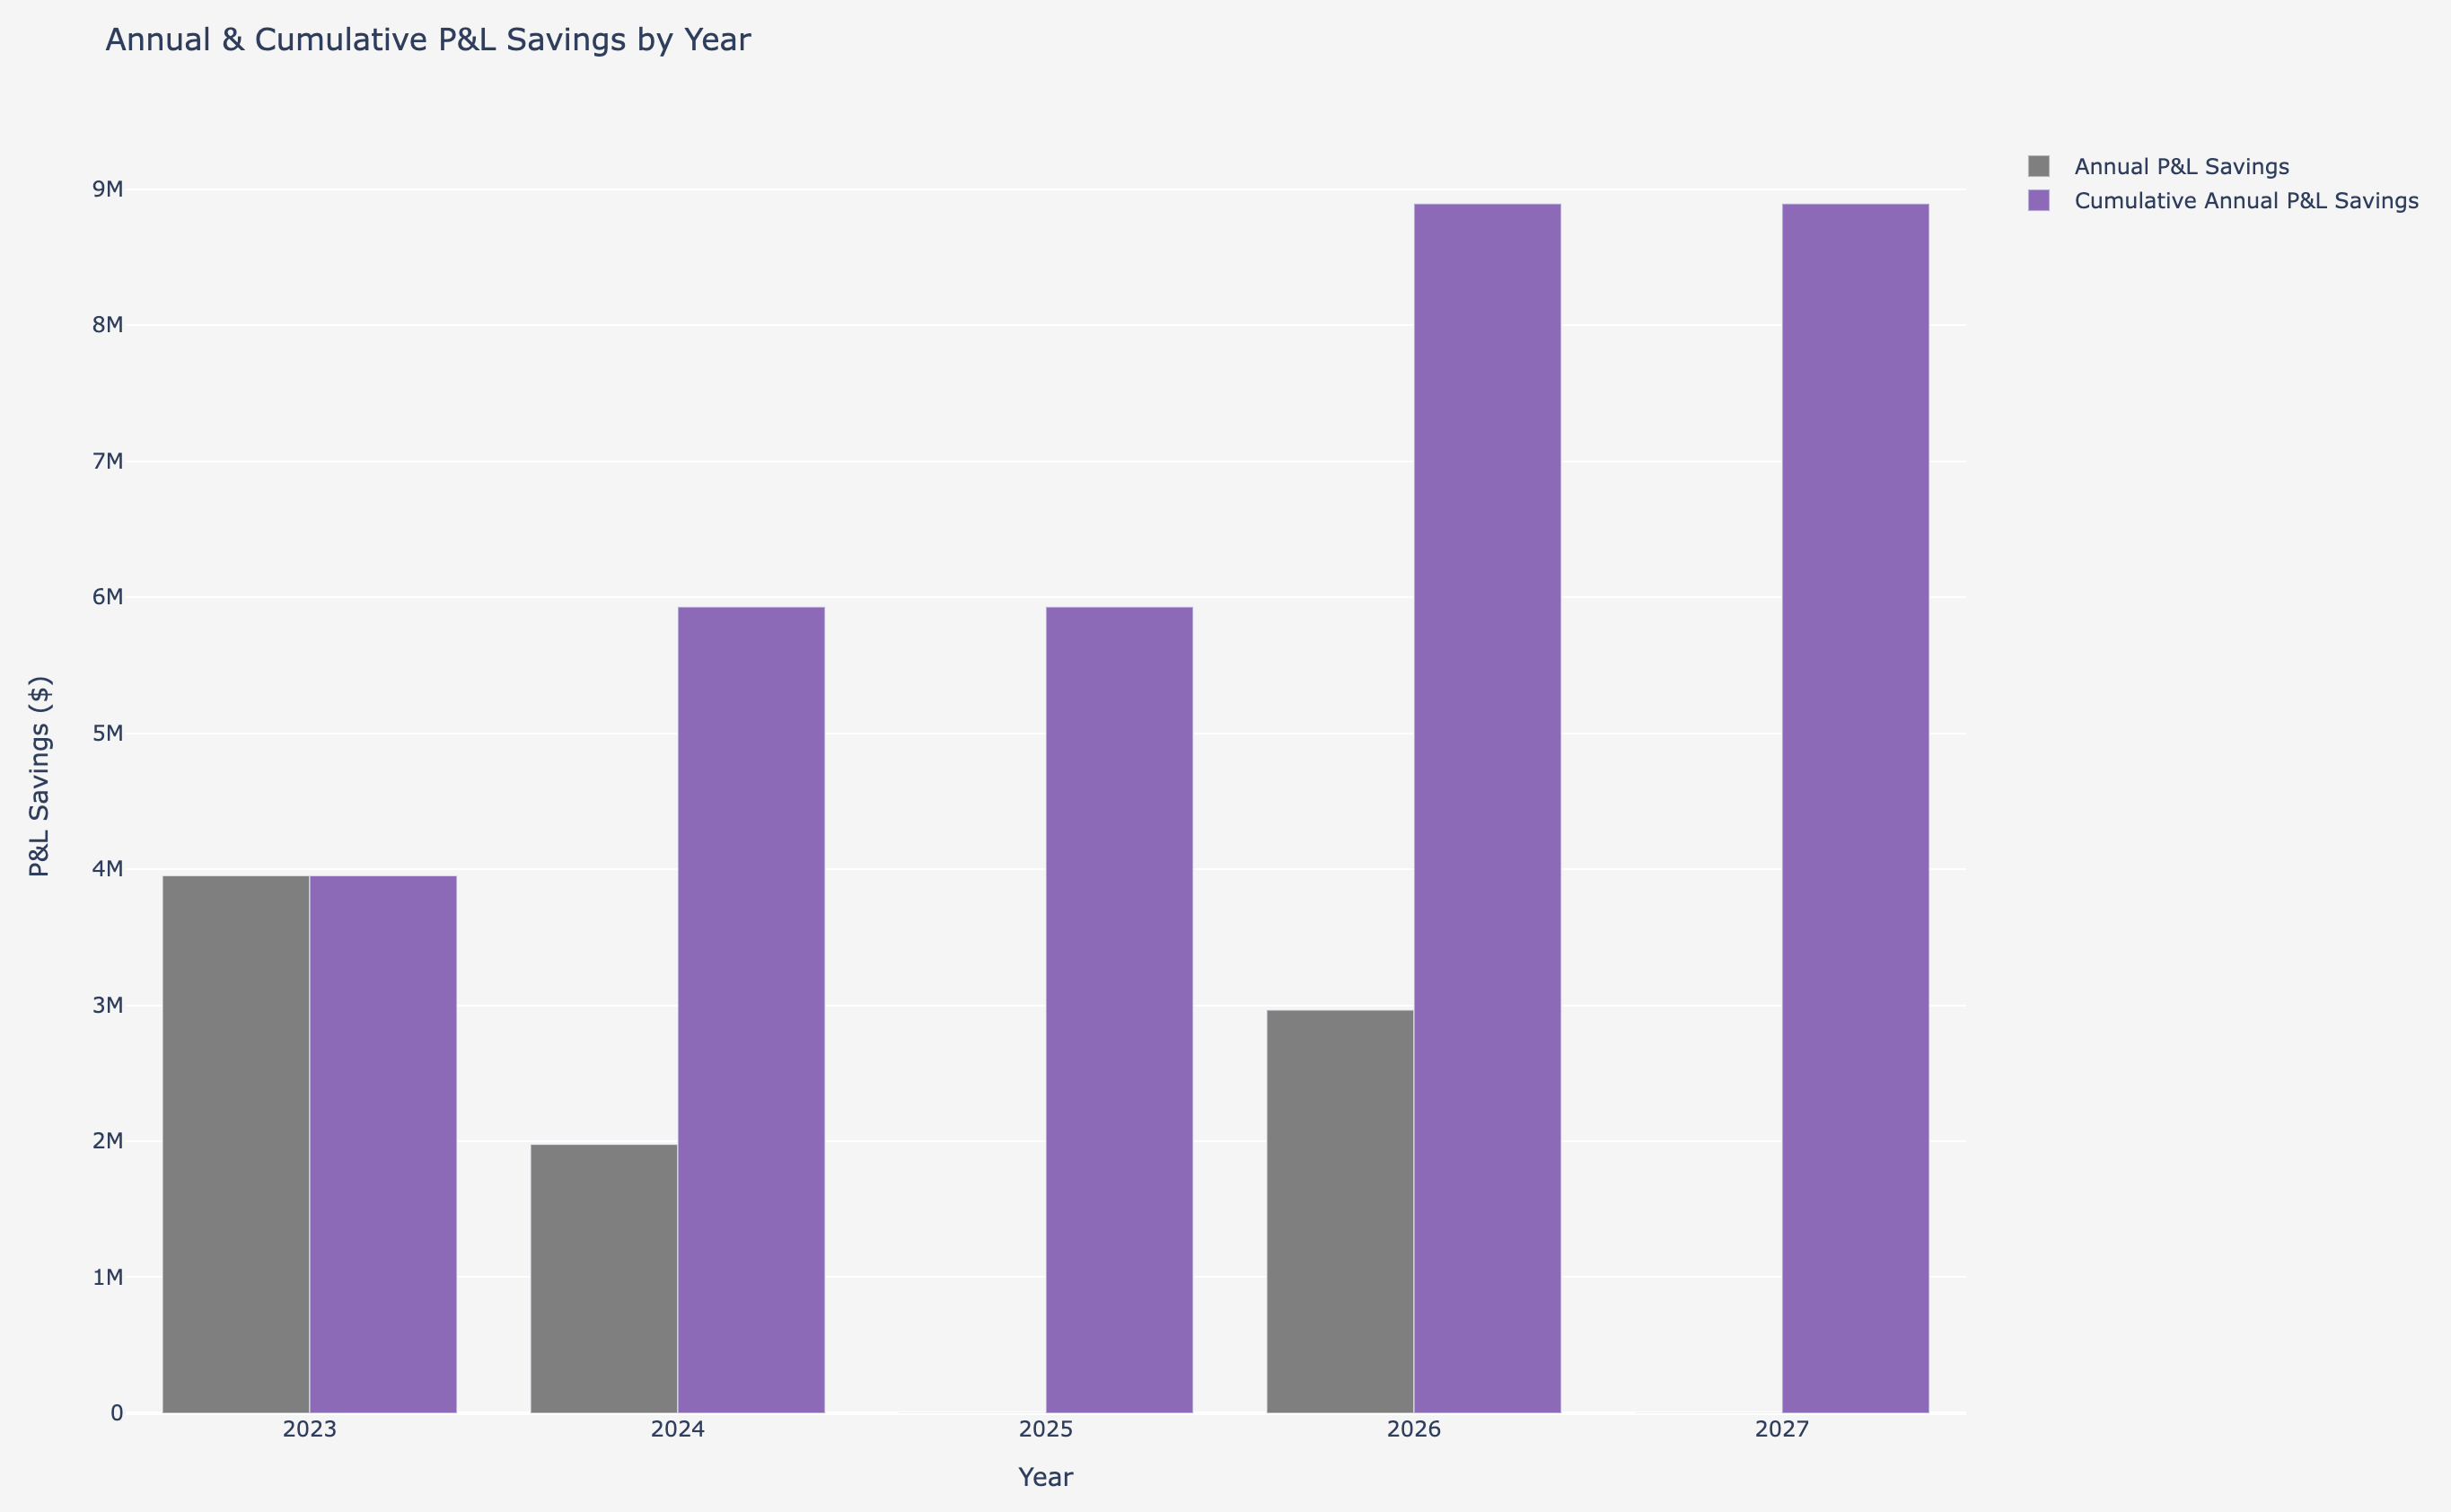 Annual & Cumulative P&L Savings by Year
Annual P&L Savings
Cumulative Annual P&L Savings
P&L Savings ($)
9M
8M
7M
6M
5M
4M
3M
2M
1M
0
2023 2024 2025 2026 2027
Year